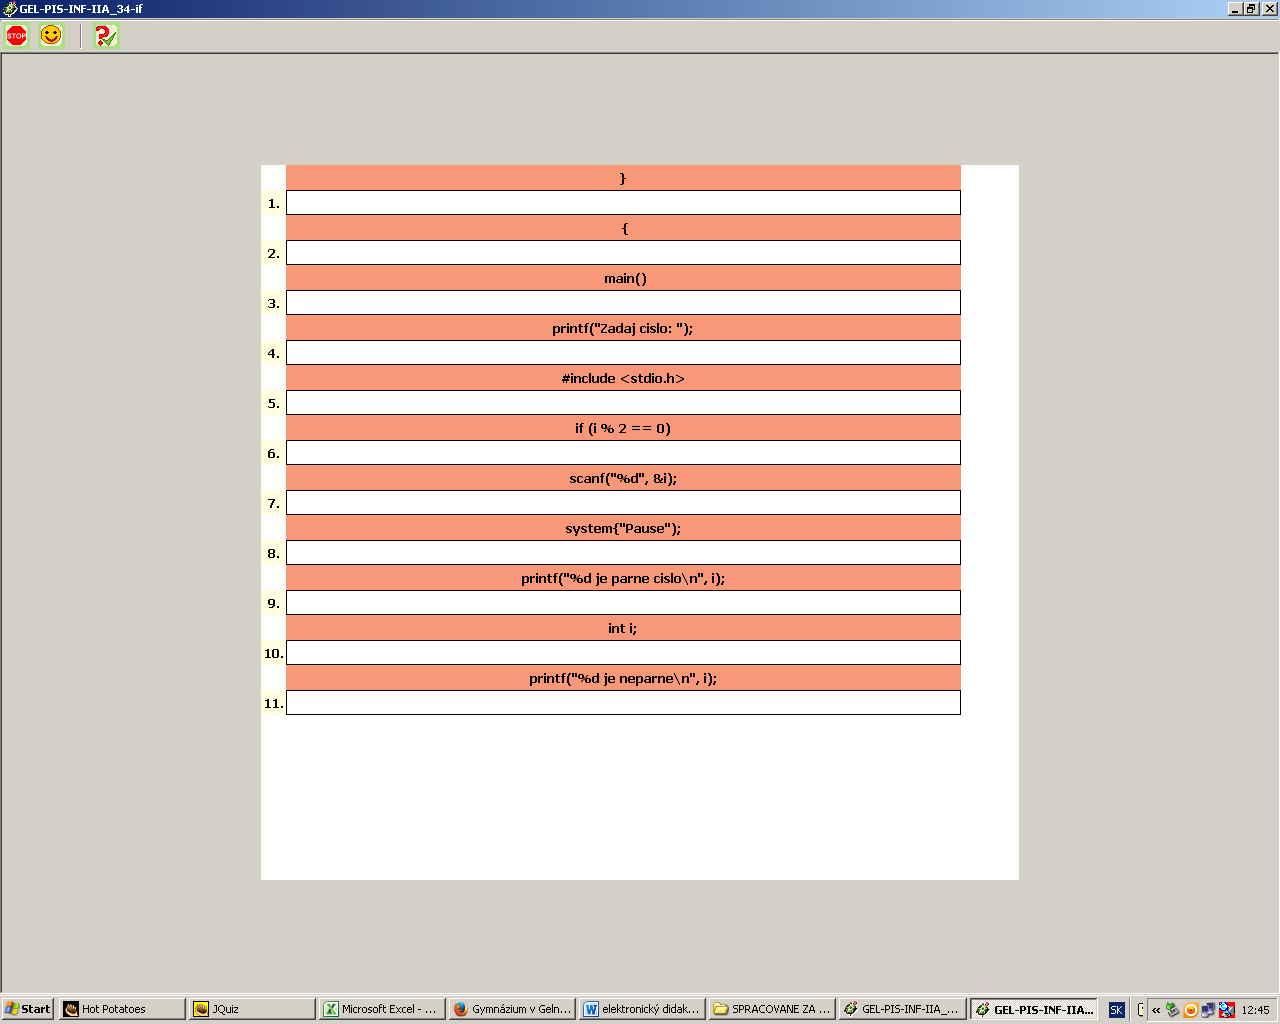 GEL-PIS-INF-IIA_34-if
STOP
}
1.
{
2.
main()
3.
printf("Zadaj cislo: ");
4.
#include <stdio.h>
5.
if (i % 2 == 0)
6.
scanf("%d", &i);
7.
system{"Pause");
8.
printf("%d je parne cislo\n", i);
9.
int i;
10.
printf("%d je neparne\n", i);
11.
Start Hot Potatoes JQuiz Microsoft Excel - ... Gymnázium v Geln... elektronický didak... SPRACOVANE ZA ... GEL-PIS-INF-IIA_... GEL-PIS-INF-IIA... SK « 12:45